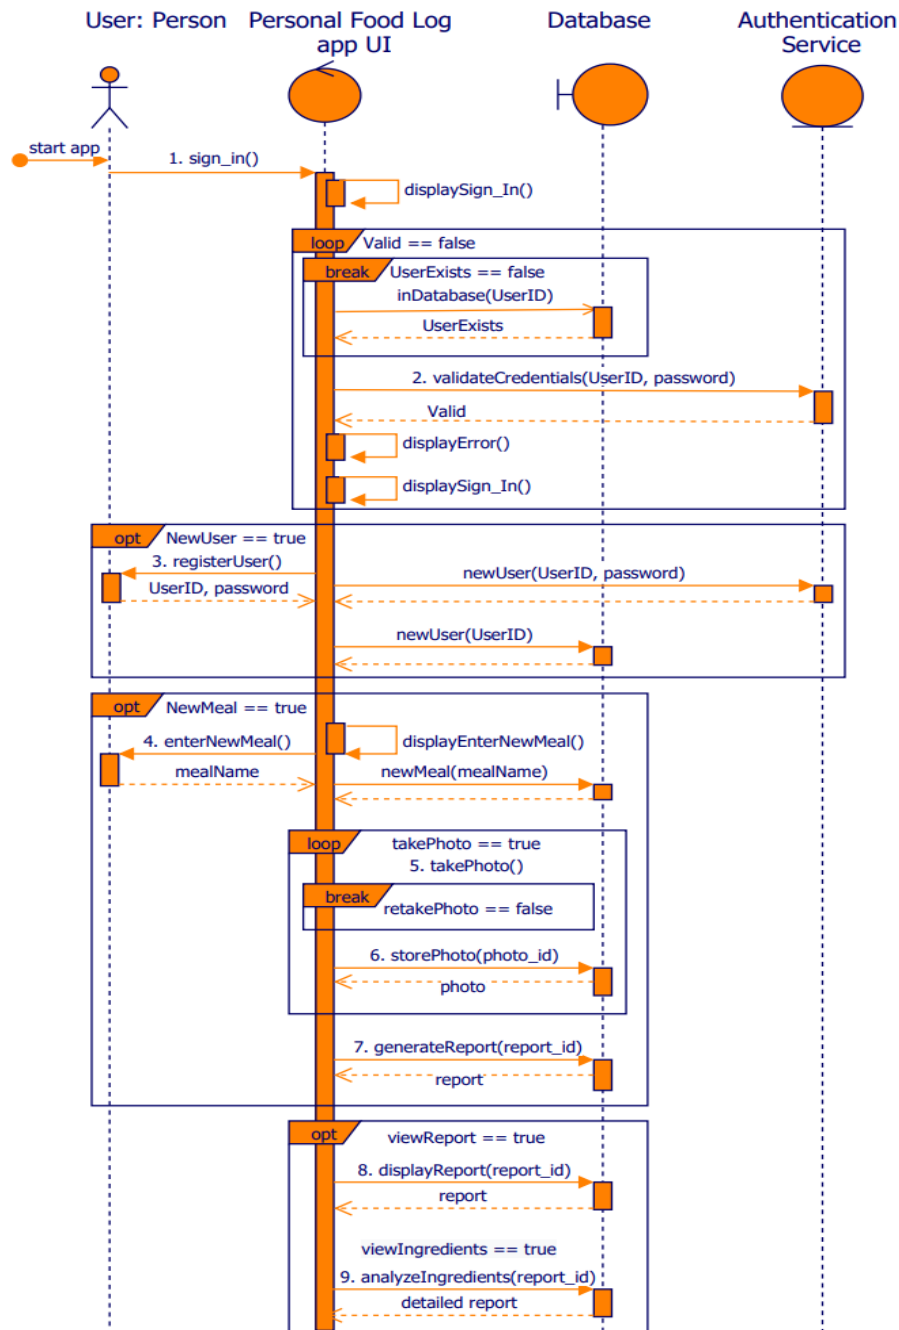 User: Person
Personal Food Log
app UI
Database
Authentication
Service
start app
1. sign_in()
displaySign_In()
loop
Valid == false
break
UserExists == false
inDatabase(UserID)
UserExists
2. validateCredentials(UserID, password)
Valid
displayError()
displaySign_In()
opt
NewUser == true
3. registerUser()
newUser(UserID, password)
UserID, password
newUser(UserID)
opt
NewMeal == true
4. enterNewMeal()
displayEnterNewMeal()
mealName
newMeal(mealName)
loop
takePhoto == true
5. takePhoto()
break
retakePhoto == false
6. storePhoto(photo_id)
photo
7. generateReport(report_id)
report
opt
viewReport == true
8. displayReport(report_id)
report
viewIngredients == true
9. analyzeIngredients(report_id)
detailed report